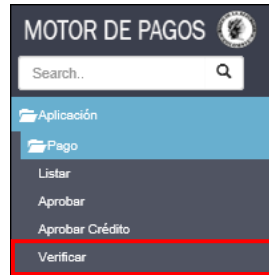 MOTOR DE PAGOS
Search..
Aplicación
Pago
Listar
Aprobar
Aprobar Crédito
Verificar